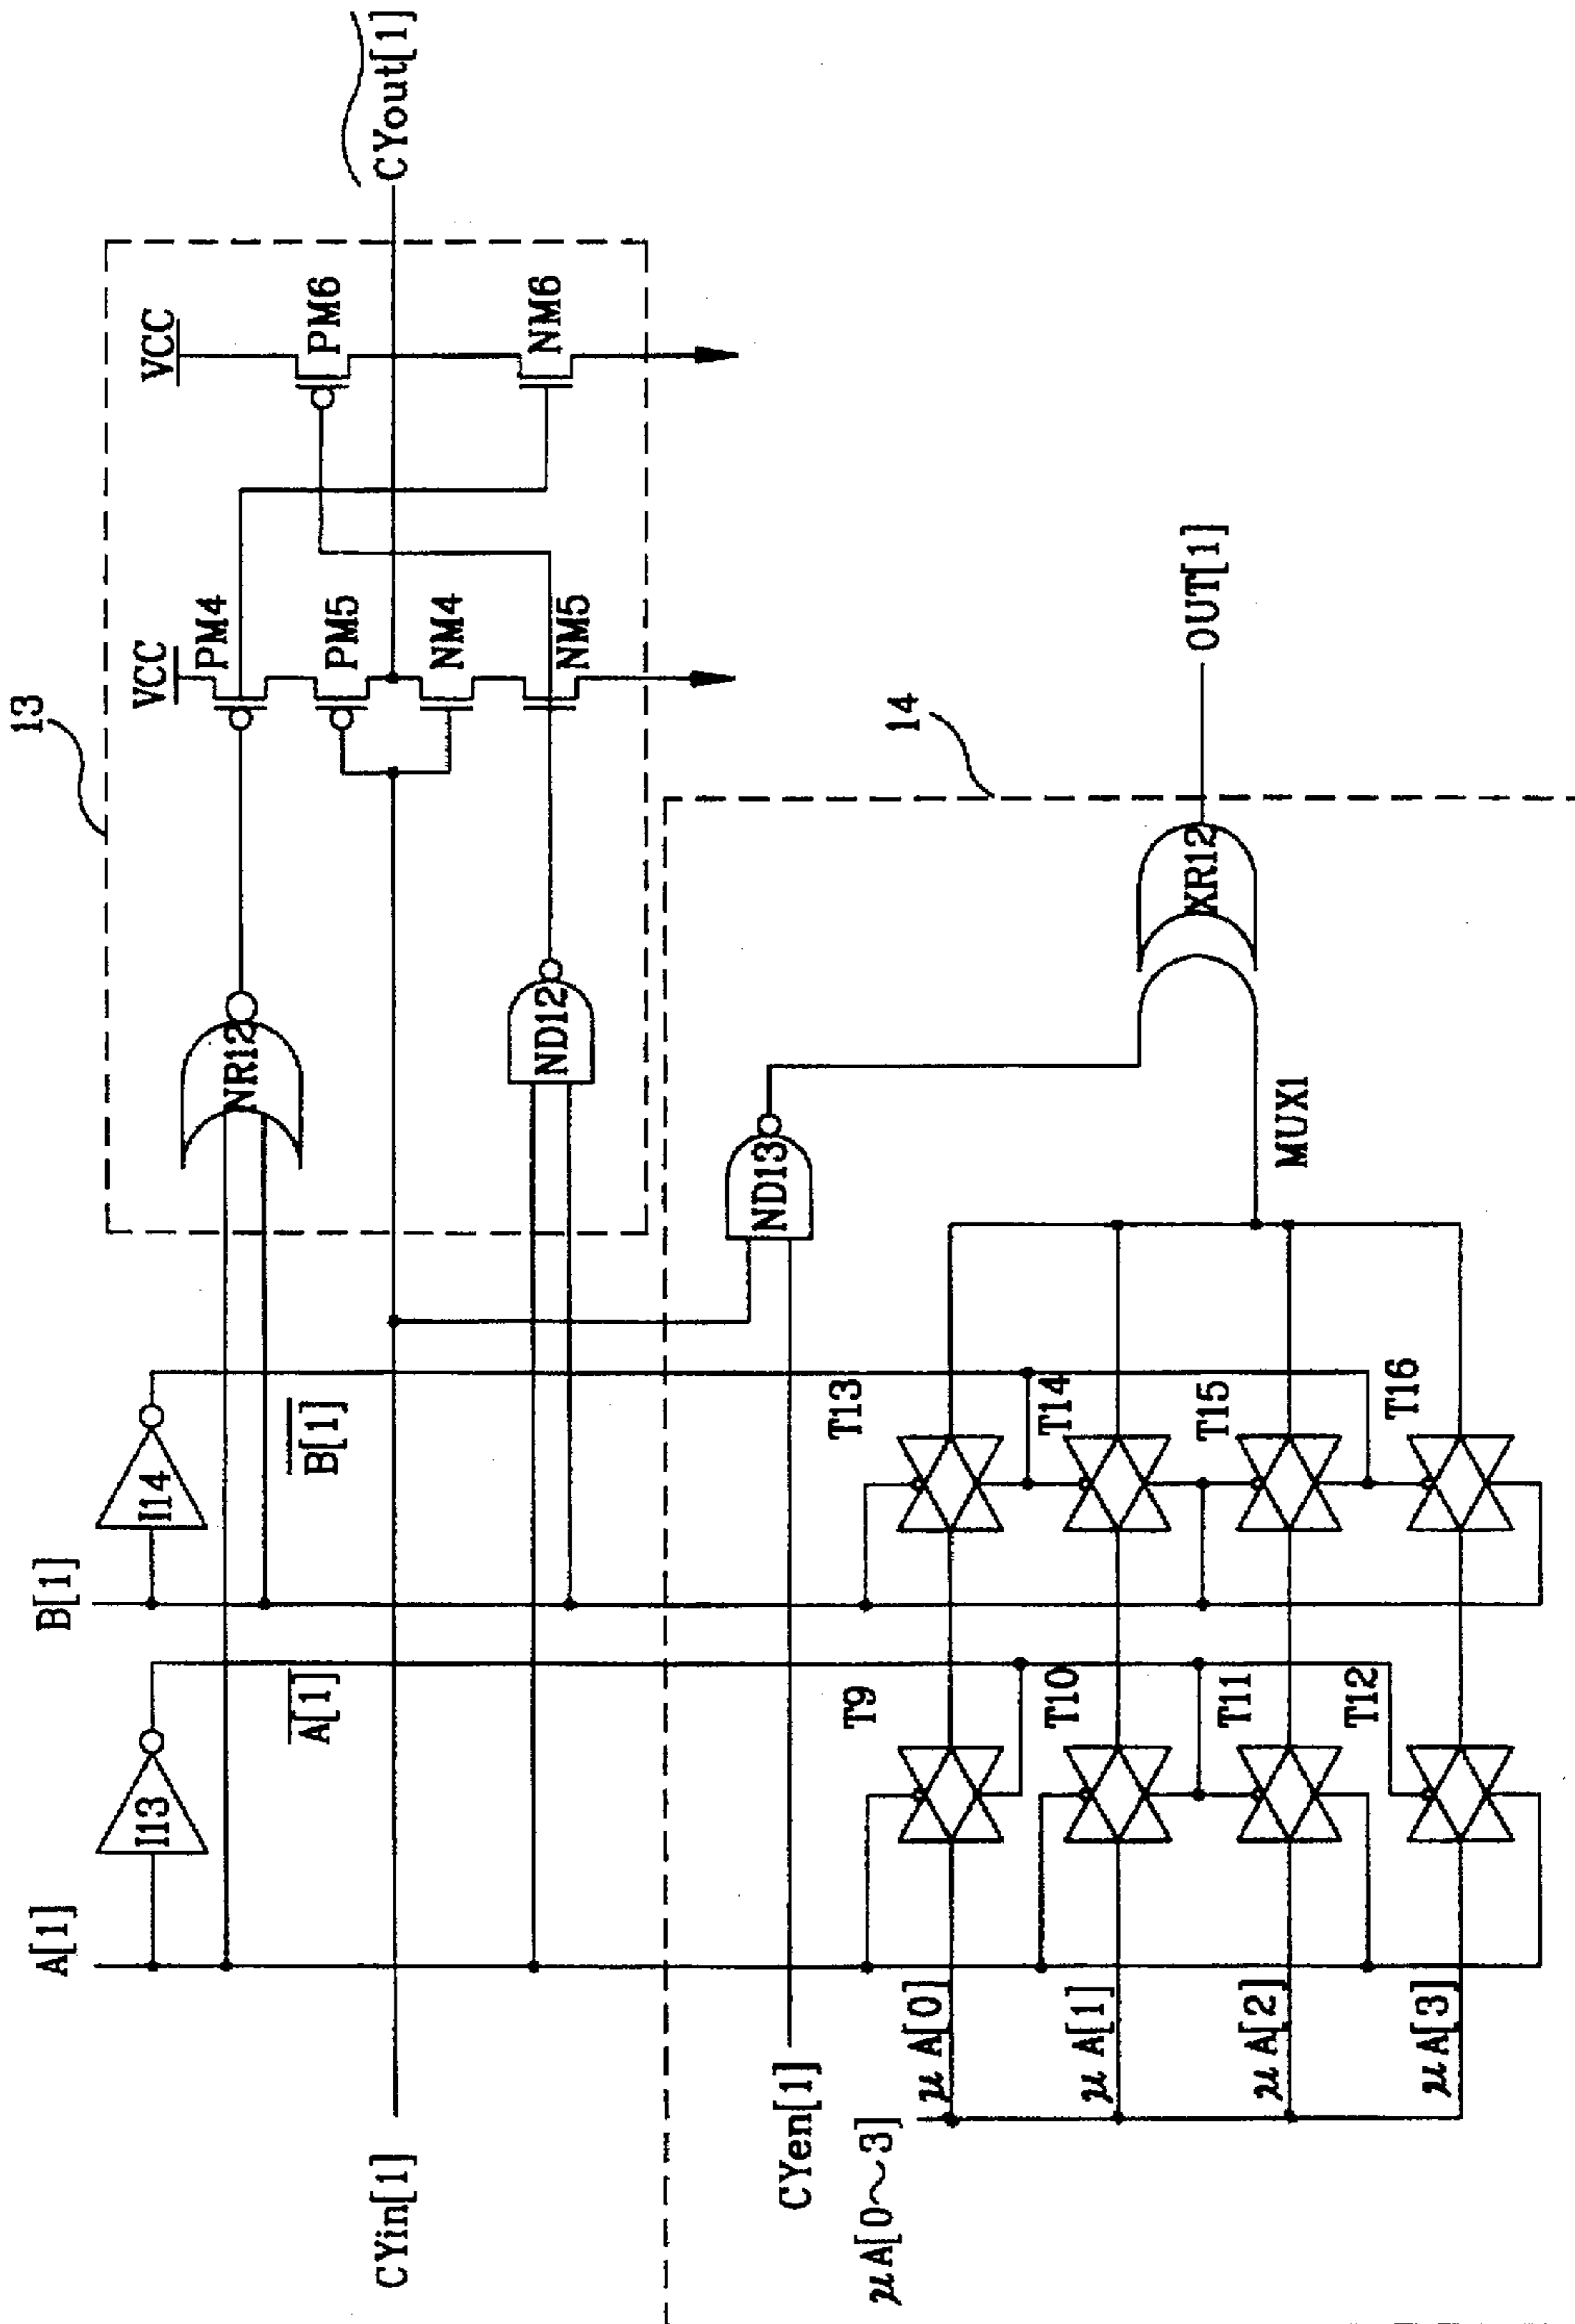 13
CYout[1]
VCC
PM4
PM5
NM4
NM5
VCC
PM6
NM6
NR12
ND12
A[1]
I13
A[1]
B[1]
I14
B[1]
CYin[1]
14
ND13
XR12
OUT[1]
MUX1
CYen[1]
μA[0~3]
μA[0]
μA[1]
μA[2]
μA[3]
T9
T10
T11
T12
T13
T14
T15
T16